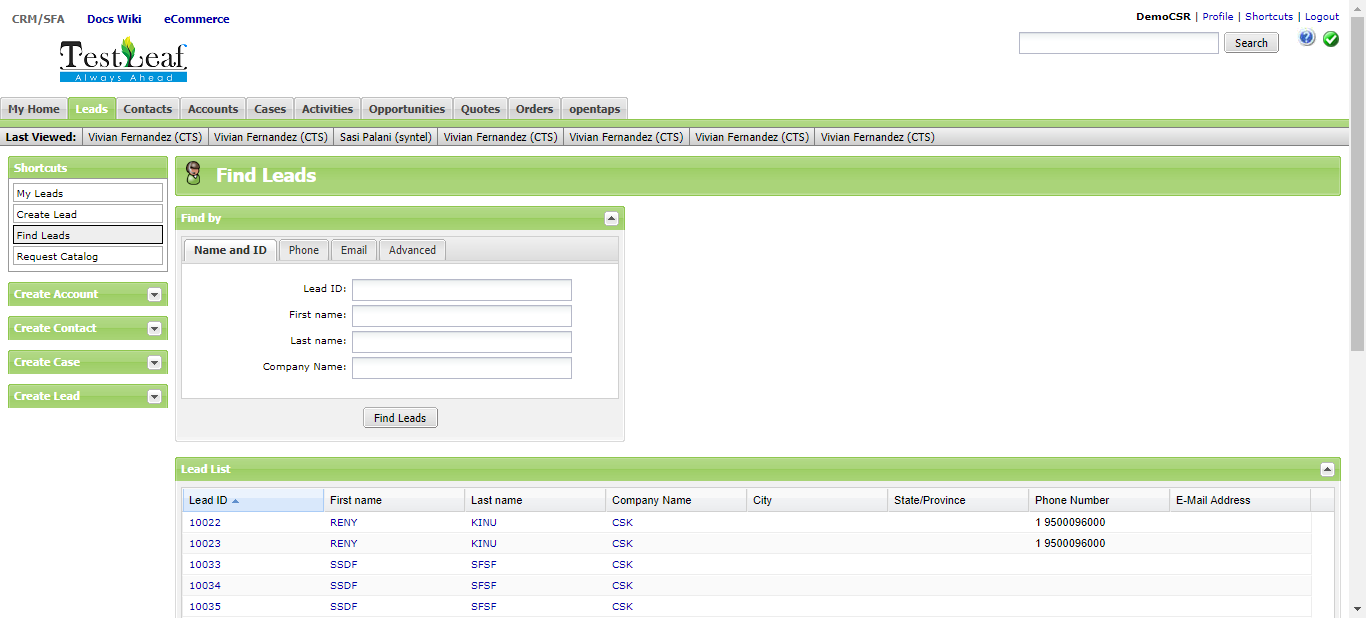 CRM/SFA Docs Wiki eCommerce
DemoCSR | Profile | Shortcuts | Logout
Search
TestLeaf
Always Ahead
My Home Leads Contacts Accounts Cases Activities Opportunities Quotes Orders opentaps
Last Viewed: Vivian Fernandez (CTS) Vivian Fernandez (CTS) Sasi Palani (syntel) Vivian Fernandez (CTS) Vivian Fernandez (CTS) Vivian Fernandez (CTS) Vivian Fernandez (CTS)
Shortcuts
My Leads
Create Lead
Find Leads
Request Catalog
Create Account
Create Contact
Create Case
Create Lead
Find Leads
Find by
Name and ID Phone Email Advanced
Lead ID:
First name:
Last name:
Company Name:
Find Leads
Lead List
Lead ID First name Last name Company Name City State/Province Phone Number E-Mail Address
10022 RENY KINU CSK 1 9500096000
10023 RENY KINU CSK 1 9500096000
10033 SSDF SFSF CSK
10034 SSDF SFSF CSK
10035 SSDF SFSF CSK